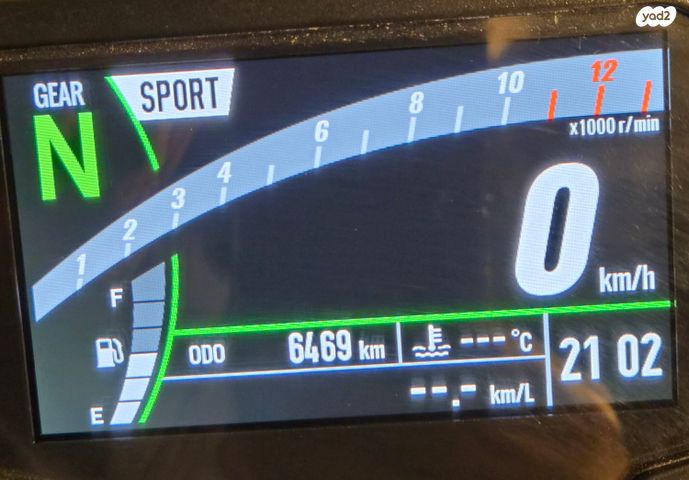 yad2
GEAR
SPORT
N
1 2 3 4 6 8 10 12
x1000 r/min
0 km/h
F
ODO 6469 km
---°C
21 02
--.- km/L
E